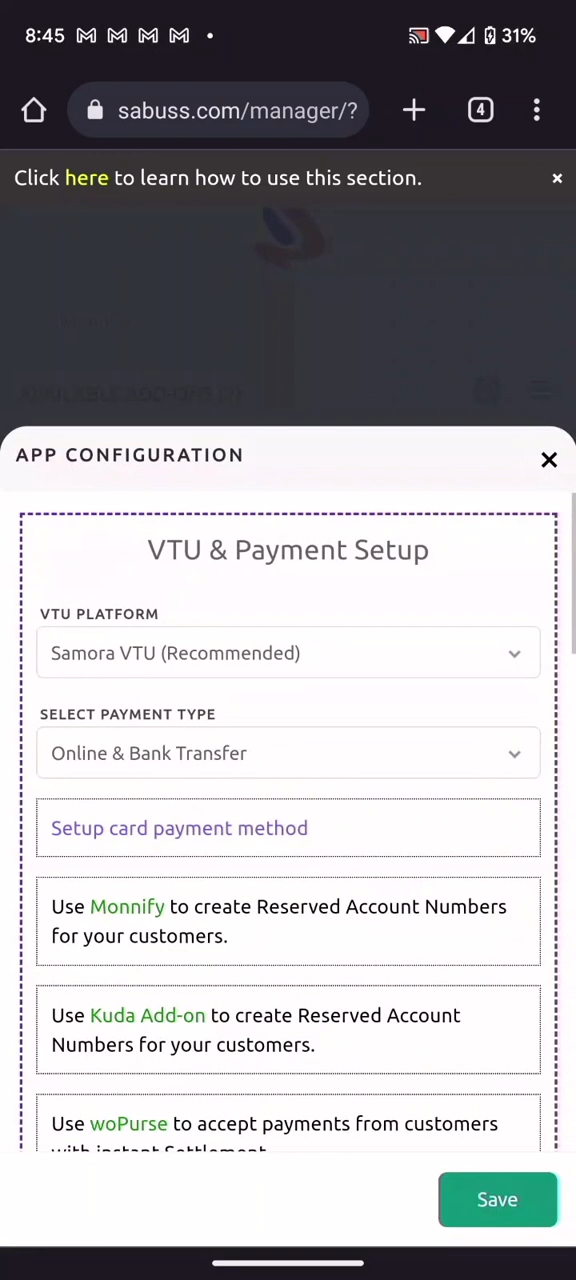 8:45
31%
sabuss.com/manager/?
4
Click here to learn how to use this section.
×
APP CONFIGURATION
VTU & Payment Setup
VTU PLATFORM
Samora VTU (Recommended)
SELECT PAYMENT TYPE
Online & Bank Transfer
Setup card payment method
Use Monnify to create Reserved Account Numbers
for your customers.
Use Kuda Add-on to create Reserved Account
Numbers for your customers.
Use woPurse to accept payments from customers
with instant Settlement
Save